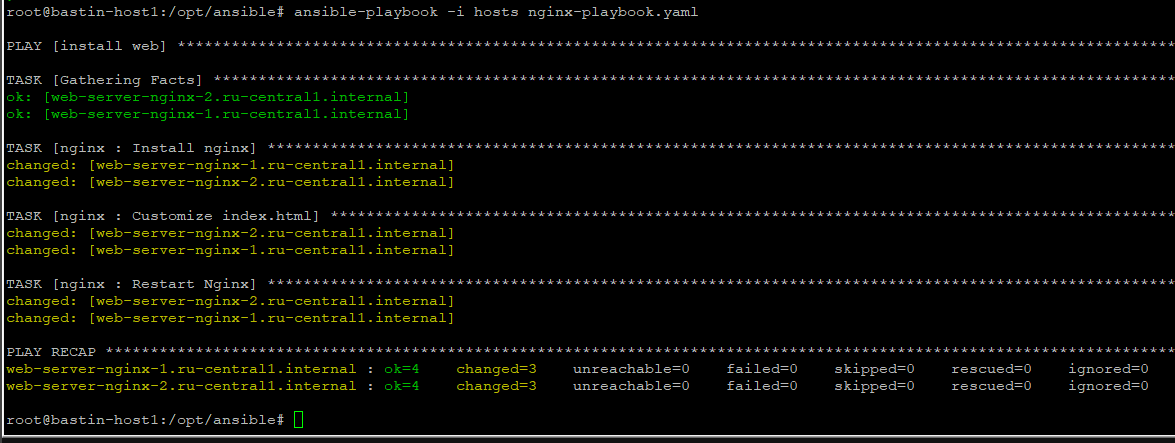 root@bastin-host1:/opt/ansible# ansible-playbook -i hosts nginx-playbook.yaml
PLAY [install web] ***************************************************************************************************************
TASK [Gathering Facts] ***********************************************************************************************************
ok: [web-server-nginx-2.ru-central1.internal]
ok: [web-server-nginx-1.ru-central1.internal]
TASK [nginx : Install nginx] *****************************************************************************************************
changed: [web-server-nginx-1.ru-central1.internal]
changed: [web-server-nginx-2.ru-central1.internal]
TASK [nginx : Customize index.html] **********************************************************************************************
changed: [web-server-nginx-2.ru-central1.internal]
changed: [web-server-nginx-1.ru-central1.internal]
TASK [nginx : Restart Nginx] *****************************************************************************************************
changed: [web-server-nginx-2.ru-central1.internal]
changed: [web-server-nginx-1.ru-central1.internal]
PLAY RECAP ***********************************************************************************************************************
web-server-nginx-1.ru-central1.internal : ok=4    changed=3    unreachable=0    failed=0    skipped=0    rescued=0    ignored=0
web-server-nginx-2.ru-central1.internal : ok=4    changed=3    unreachable=0    failed=0    skipped=0    rescued=0    ignored=0
root@bastin-host1:/opt/ansible#